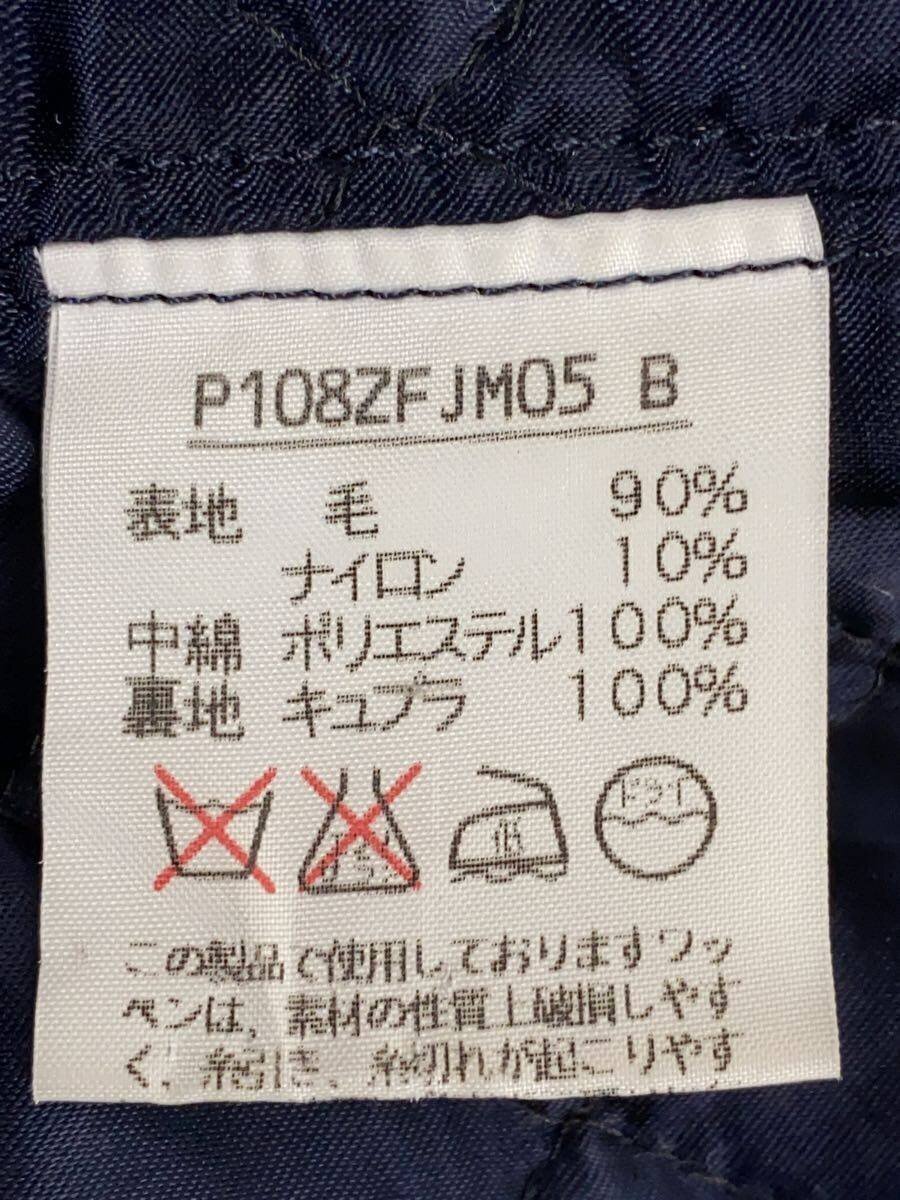 P108ZFJM05 B
表地 毛 90%
ナイロン 10%
中綿 ポリエステル100%
裏地 キュプラ 100%
低
この製品で使用しておりますワッ
ペンは、素材の性質上破損しやす
く、糸引き、糸切れが起こりやす